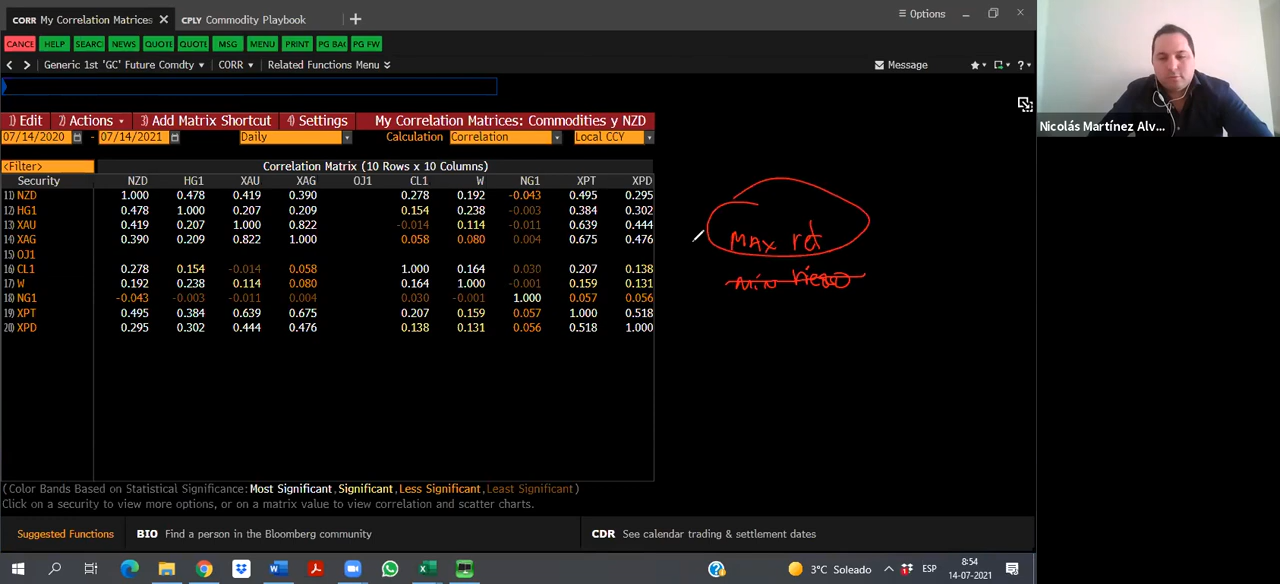 CORR My Correlation Matrices ✕ CPLY Commodity Playbook + Options
CANCE HELP SEARC NEWS QUOTE QUOTE MSG MENU PRINT PG BAC PG FW
Generic 1st 'GC' Future Comdty CORR Related Functions Menu Message
1) Edit 2) Actions 3) Add Matrix Shortcut 4) Settings My Correlation Matrices: Commodities y NZD
07/14/2020 - 07/14/2021 Daily Calculation Correlation Local CCY
<Filter> Correlation Matrix (10 Rows x 10 Columns)
Security NZD HG1 XAU XAG OJ1 CL1 W NG1 XPT XPD
11) NZD 1.000 0.478 0.419 0.390 0.278 0.192 -0.043 0.495 0.295
12) HG1 0.478 1.000 0.207 0.209 0.154 0.238 -0.003 0.384 0.302
13) XAU 0.419 0.207 1.000 0.822 -0.014 0.114 -0.011 0.639 0.444
14) XAG 0.390 0.209 0.822 1.000 0.058 0.080 0.004 0.675 0.476
15) OJ1
16) CL1 0.278 0.154 -0.014 0.058 1.000 0.164 0.030 0.207 0.138
17) W 0.192 0.238 0.114 0.080 0.164 1.000 -0.001 0.159 0.131
18) NG1 -0.043 -0.003 -0.011 0.004 0.030 -0.001 1.000 0.057 0.056
19) XPT 0.495 0.384 0.639 0.675 0.207 0.159 0.057 1.000 0.518
20) XPD 0.295 0.302 0.444 0.476 0.138 0.131 0.056 0.518 1.000
(Color Bands Based on Statistical Significance: Most Significant, Significant, Less Significant, Least Significant)
Click on a security to view more options, or on a matrix value to view correlation and scatter charts.
Suggested Functions BIO Find a person in the Bloomberg community CDR See calendar trading & settlement dates
MAX ret
Min
Nicolás Martínez Alv...
3°C Soleado ESP 8:54
14-07-2021